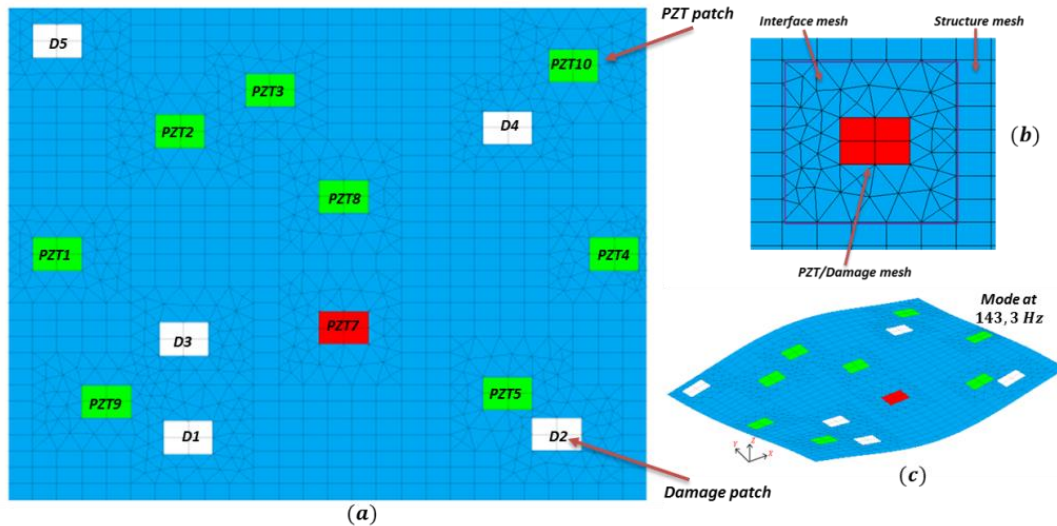 D5
PZT3
PZT2
PZT10
D4
PZT8
PZT1
PZT4
D3
PZT7
PZT9
D1
PZT5
D2
(a)
PZT patch
Damage patch
Interface mesh
Structure mesh
(b)
PZT/Damage mesh
Mode at
143,3 Hz
Y
Z
X
(c)